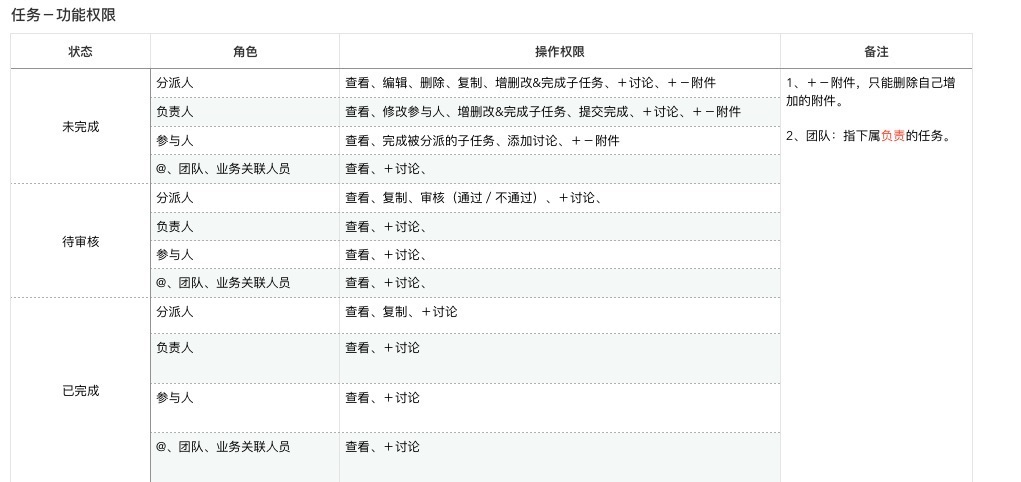 任务－功能权限
状态 角色 操作权限 备注
未完成
分派人 查看、编辑、删除、复制、增删改&完成子任务、＋讨论、＋－附件
负责人 查看、修改参与人、增删改&完成子任务、提交完成、＋讨论、＋－附件
参与人 查看、完成被分派的子任务、添加讨论、＋－附件
@、团队、业务关联人员 查看、＋讨论、
1、＋－附件，只能删除自己增
加的附件。
2、团队：指下属负责的任务。
待审核
分派人 查看、复制、审核（通过 / 不通过）、＋讨论、
负责人 查看、＋讨论、
参与人 查看、＋讨论、
@、团队、业务关联人员 查看、＋讨论、
已完成
分派人 查看、复制、＋讨论
负责人 查看、＋讨论
参与人 查看、＋讨论
@、团队、业务关联人员 查看、＋讨论